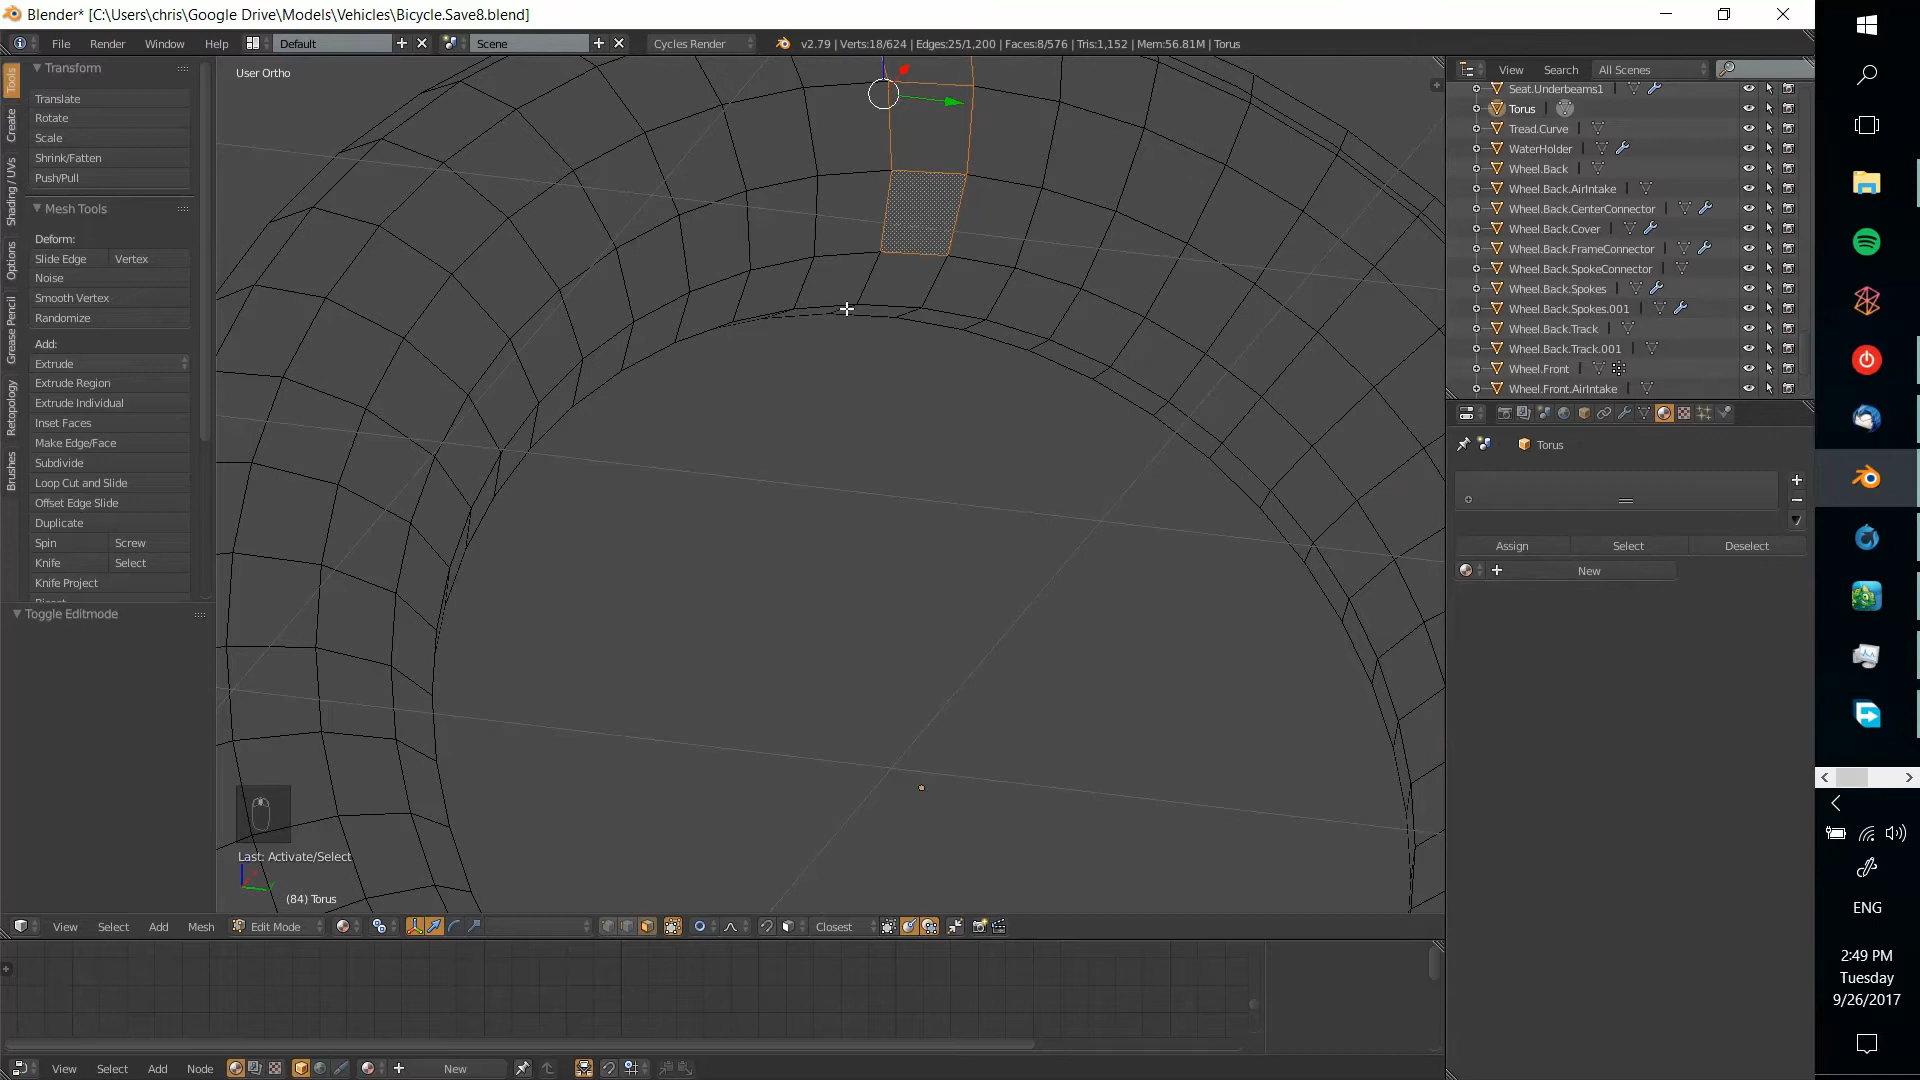 Blender* [C:\Users\chris\Google Drive\Models\Vehicles\Bicycle.Save8.blend]
File Render Window Help Default Scene Cycles Render v2.79 | Verts:18/624 | Edges:25/1,200 | Faces:8/576 | Tris:1,152 | Mem:56.81M | Torus
Tools
Create
Shading / UVs
Options
Grease Pencil
Retopology
Brushes
Transform
Translate
Rotate
Scale
Shrink/Fatten
Push/Pull
Mesh Tools
Deform:
Slide Edge Vertex
Noise
Smooth Vertex
Randomize
Add:
Extrude
Extrude Region
Extrude Individual
Inset Faces
Make Edge/Face
Subdivide
Loop Cut and Slide
Offset Edge Slide
Duplicate
Spin Screw
Knife Select
Knife Project
Toggle Editmode
User Ortho
Last: Activate/Select
(84) Torus
View Select Add Mesh Edit Mode Closest
View Select Add Node New
View Search All Scenes
Seat.Underbeams1
Torus
Tread.Curve
WaterHolder
Wheel.Back
Wheel.Back.AirIntake
Wheel.Back.CenterConnector
Wheel.Back.Cover
Wheel.Back.FrameConnector
Wheel.Back.SpokeConnector
Wheel.Back.Spokes
Wheel.Back.Spokes.001
Wheel.Back.Track
Wheel.Back.Track.001
Wheel.Front
Wheel.Front.AirIntake
Torus
Assign Select Deselect
New
ENG
2:49 PM
Tuesday
9/26/2017